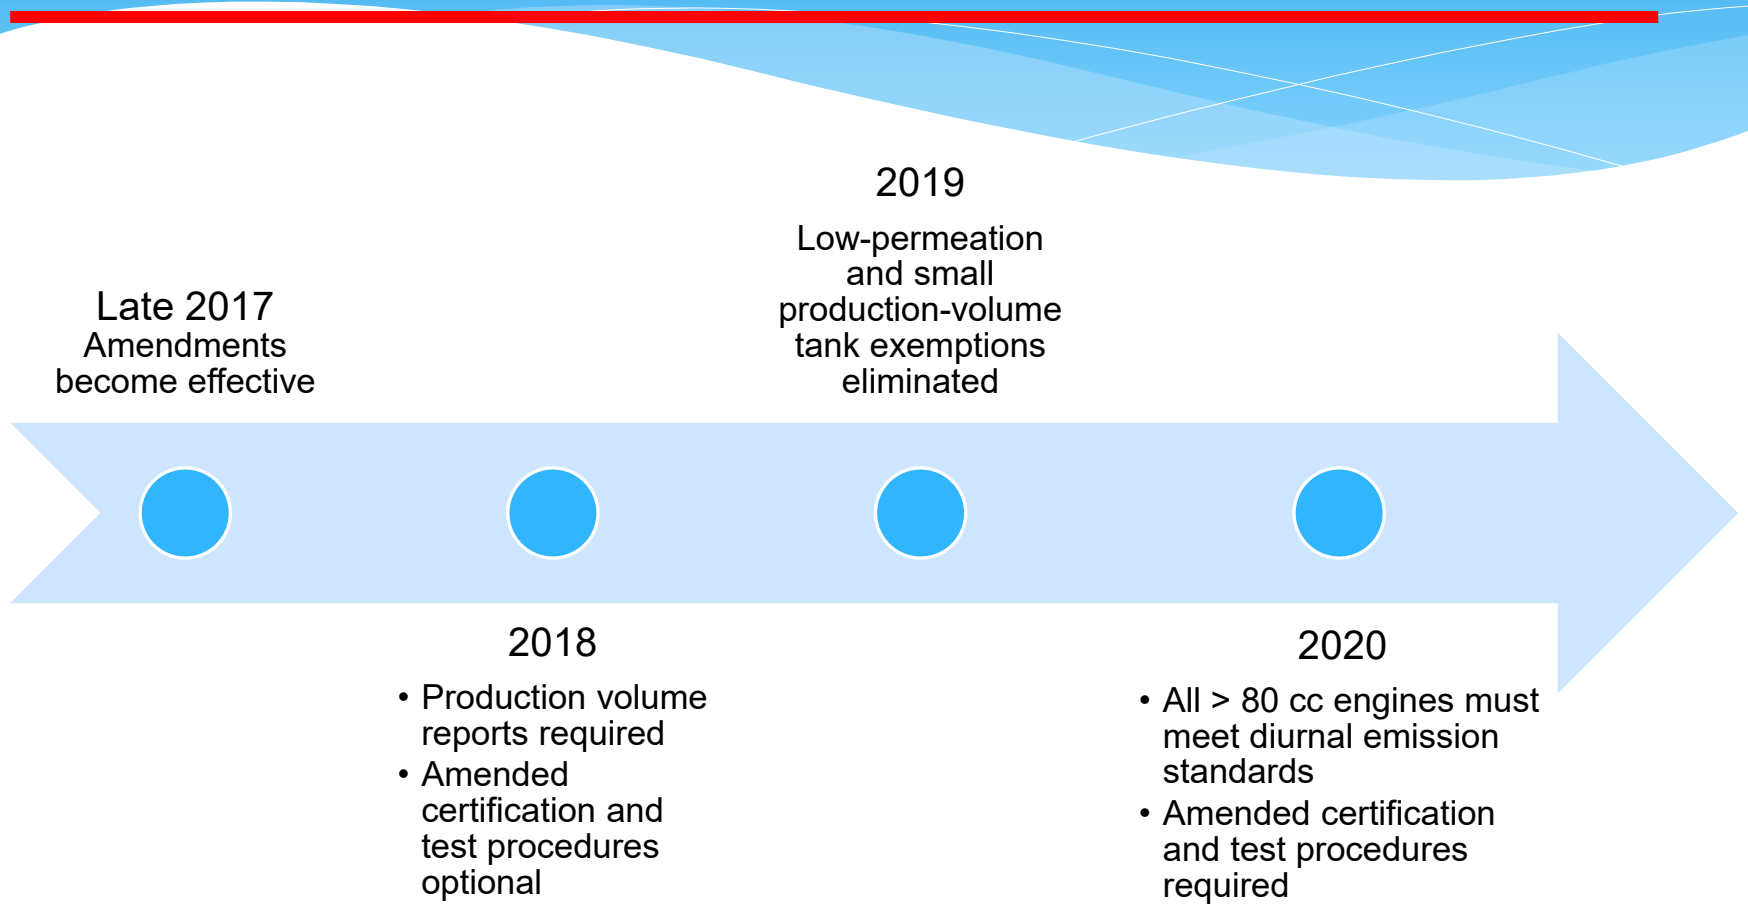 Late 2017
Amendments
become effective
2018
• Production volume
reports required
• Amended
certification and
test procedures
optional
2019
Low-permeation
and small
production-volume
tank exemptions
eliminated
2020
• All > 80 cc engines must
meet diurnal emission
standards
• Amended certification
and test procedures
required